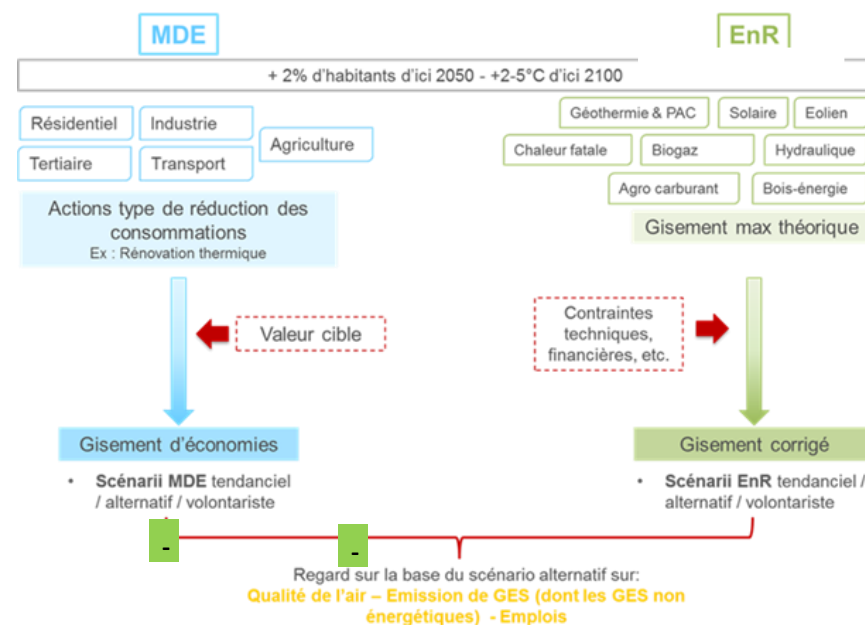 MDE
EnR
+ 2% d'habitants d'ici 2050 - +2-5°C d'ici 2100
Résidentiel
Industrie
Agriculture
Tertiaire
Transport
Géothermie & PAC
Solaire
Eolien
Chaleur fatale
Biogaz
Hydraulique
Agro carburant
Bois-énergie
Actions type de réduction des
consommations
Ex : Rénovation thermique
Gisement max théorique
Valeur cible
Contraintes
techniques,
financières, etc.
Gisement d'économies
Gisement corrigé
• Scénarii MDE tendanciel
/ alternatif / volontariste
• Scénarii EnR tendanciel /
alternatif / volontariste
-
-
Regard sur la base du scénario alternatif sur:
Qualité de l'air – Emission de GES (dont les GES non
énergétiques) - Emplois